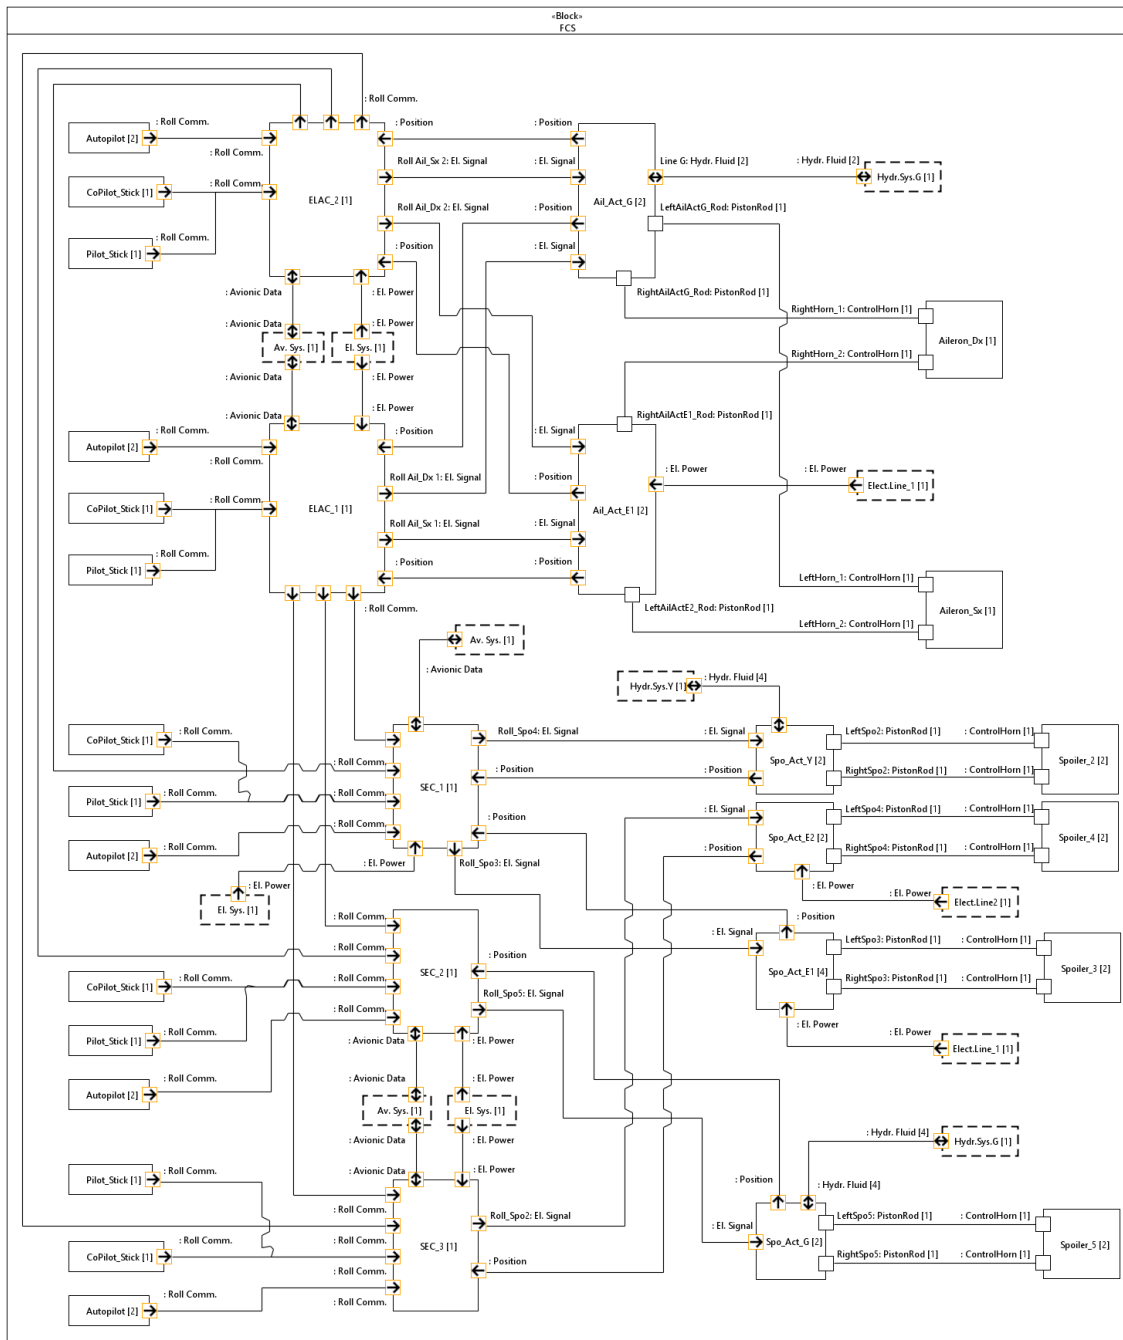 «Block»
FCS
: Roll Comm.
Autopilot [2]
: Roll Comm.
: Roll Comm.
CoPilot_Stick [1]
: Roll Comm.
: Roll Comm.
Pilot_Stick [1]
: Roll Comm.
ELAC_2 [1]
: Position
: Position
Roll Ail_Sx 2: El. Signal
: El. Signal
Roll Ail_Dx 2: El. Signal
: Position
: Position
: El. Signal
Ail_Act_G [2]
Line G: Hydr. Fluid [2]
: Hydr. Fluid [2]
Hydr.Sys.G [1]
LeftAilActG_Rod: PistonRod [1]
RightAilActG_Rod: PistonRod [1]
: Avionic Data
: El. Power
: Avionic Data
: El. Power
Av. Sys. [1]
El. Sys. [1]
: Avionic Data
: El. Power
: Avionic Data
: El. Power
RightHorn_1: ControlHorn [1]
Aileron_Dx [1]
RightHorn_2: ControlHorn [1]
RightAilActE1_Rod: PistonRod [1]
Autopilot [2]
: Roll Comm.
: Roll Comm.
CoPilot_Stick [1]
: Roll Comm.
: Roll Comm.
Pilot_Stick [1]
: Roll Comm.
ELAC_1 [1]
: Position
: El. Signal
Roll Ail_Dx 1: El. Signal
: Position
Roll Ail_Sx 1: El. Signal
: El. Signal
: Position
: Position
Ail_Act_E1 [2]
: El. Power
: El. Power
Elect.Line_1 [1]
LeftAilActE2_Rod: PistonRod [1]
LeftHorn_1: ControlHorn [1]
Aileron_Sx [1]
LeftHorn_2: ControlHorn [1]
: Roll Comm.
Av. Sys. [1]
: Avionic Data
Hydr.Sys.Y [1]
: Hydr. Fluid [4]
CoPilot_Stick [1]
: Roll Comm.
Pilot_Stick [1]
: Roll Comm.
Autopilot [2]
: Roll Comm.
: Roll Comm.
: Roll Comm.
: Roll Comm.
: Roll Comm.
SEC_1 [1]
Roll_Spo4: El. Signal
: El. Signal
: Position
: Position
: Position
Roll_Spo3: El. Signal
: El. Power
: El. Power
El. Sys. [1]
Spo_Act_Y [2]
LeftSpo2: PistonRod [1]
: ControlHorn [1]
RightSpo2: PistonRod [1]
: ControlHorn [1]
Spoiler_2 [2]
: El. Signal
: Position
Spo_Act_E2 [2]
LeftSpo4: PistonRod [1]
: ControlHorn [1]
RightSpo4: PistonRod [1]
: ControlHorn [1]
Spoiler_4 [2]
: El. Power
: El. Power
Elect.Line2 [1]
: Position
: El. Signal
Spo_Act_E1 [4]
LeftSpo3: PistonRod [1]
: ControlHorn [1]
RightSpo3: PistonRod [1]
: ControlHorn [1]
Spoiler_3 [2]
: El. Power
: El. Power
Elect.Line_1 [1]
: Roll Comm.
: Roll Comm.
: Roll Comm.
: Roll Comm.
SEC_2 [1]
: Position
Roll_Spo5: El. Signal
CoPilot_Stick [1]
: Roll Comm.
Pilot_Stick [1]
: Roll Comm.
Autopilot [2]
: Roll Comm.
: Avionic Data
: El. Power
: Avionic Data
: El. Power
Av. Sys. [1]
El. Sys. [1]
: Avionic Data
: El. Power
: Avionic Data
: El. Power
: Hydr. Fluid [4]
Hydr.Sys.G [1]
: Position
: Hydr. Fluid [4]
: El. Signal
Spo_Act_G [2]
LeftSpo5: PistonRod [1]
: ControlHorn [1]
RightSpo5: PistonRod [1]
: ControlHorn [1]
Spoiler_5 [2]
Pilot_Stick [1]
: Roll Comm.
CoPilot_Stick [1]
: Roll Comm.
Autopilot [2]
: Roll Comm.
: Roll Comm.
: Roll Comm.
: Roll Comm.
: Roll Comm.
: Roll Comm.
SEC_3 [1]
Roll_Spo2: El. Signal
: Position